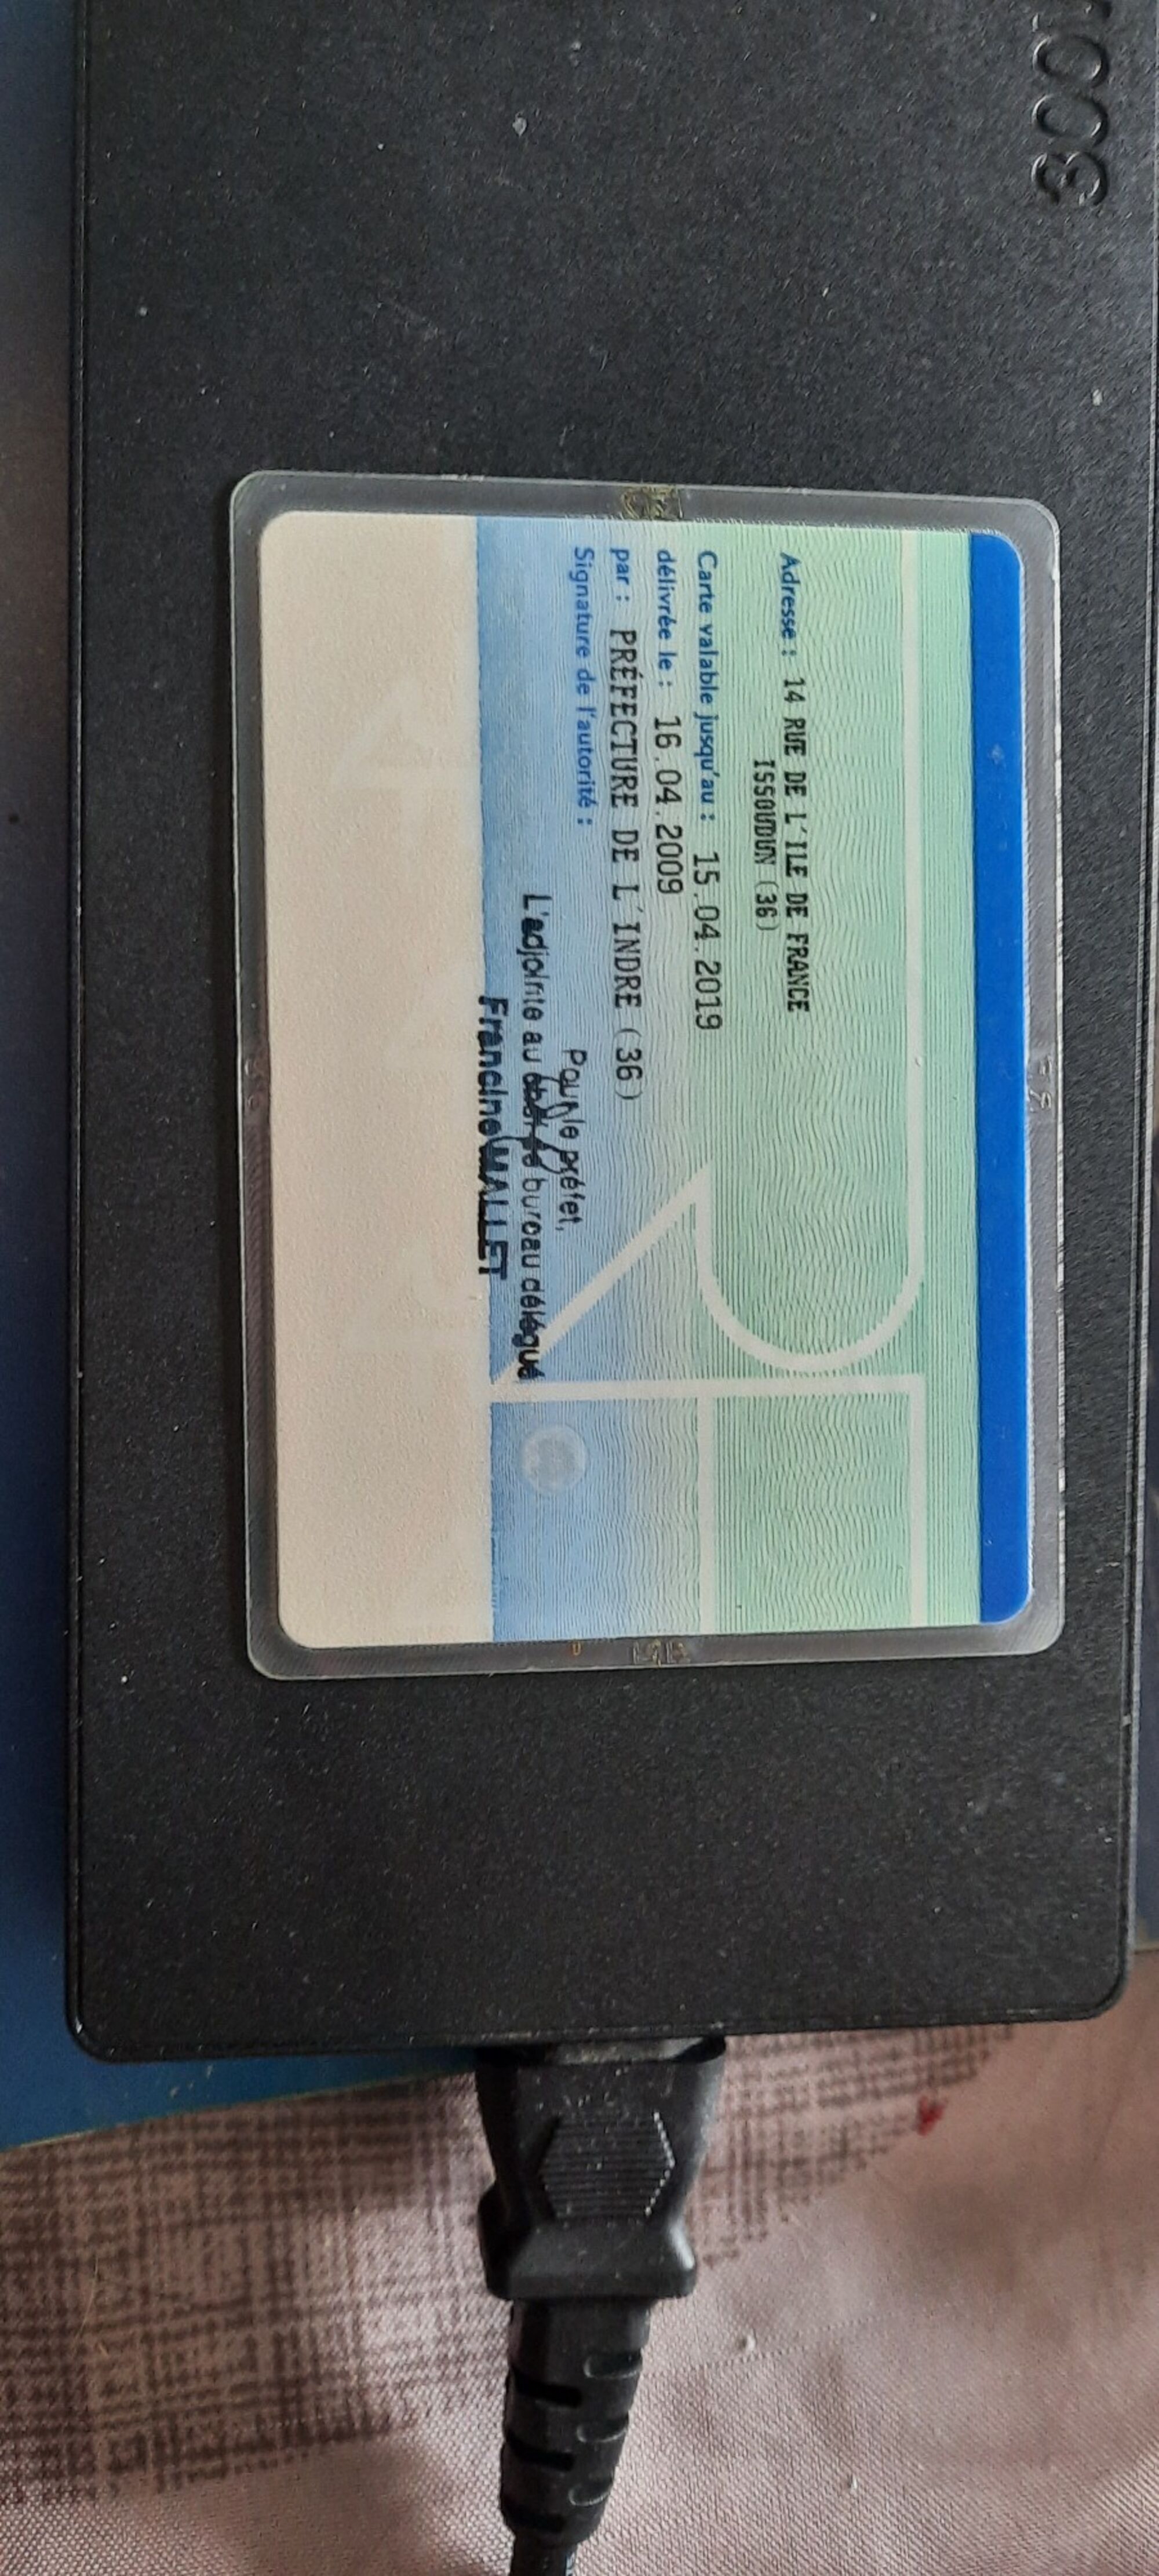 Adresse : 14 RUE DE L'ILE DE FRANCE
ISSOUDUN (36)
Carte valable jusqu'au : 15.04.2019
délivrée le : 16.04.2009
par : PRÉFECTURE DE L'INDRE (36)
Signature de l'autorité :
Pour le préfet,
L'adjointe au chef de bureau délégué
Francine MALLET